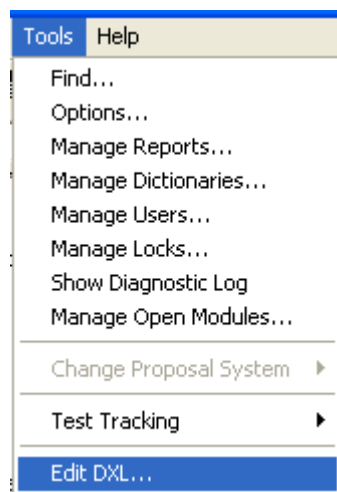 Tools Help
Find...
Options...
Manage Reports...
Manage Dictionaries...
Manage Users...
Manage Locks...
Show Diagnostic Log
Manage Open Modules...
Change Proposal System
Test Tracking
Edit DXL...